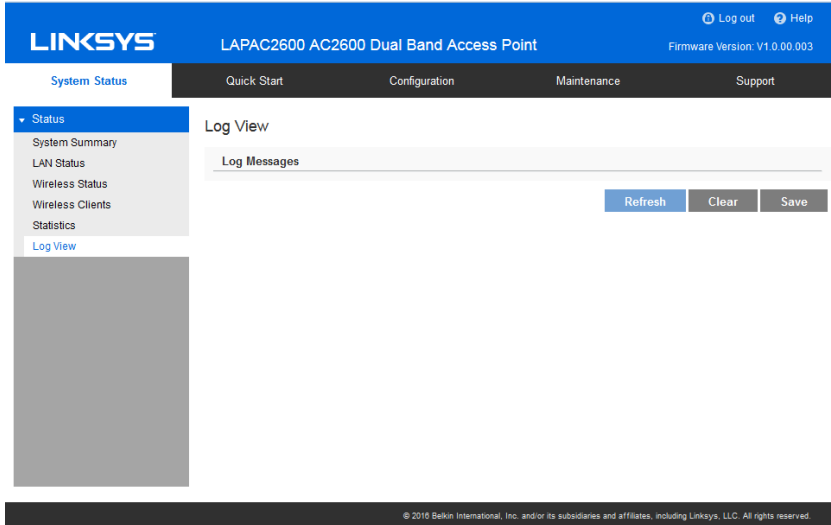 Log out Help
LINKSYS LAPAC2600 AC2600 Dual Band Access Point Firmware Version: V1.0.00.003
System Status Quick Start Configuration Maintenance Support
Status
System Summary
LAN Status
Wireless Status
Wireless Clients
Statistics
Log View
Log View
Log Messages
Refresh Clear Save
© 2016 Belkin International, Inc. and/or its subsidiaries and affiliates, including Linksys, LLC. All rights reserved.